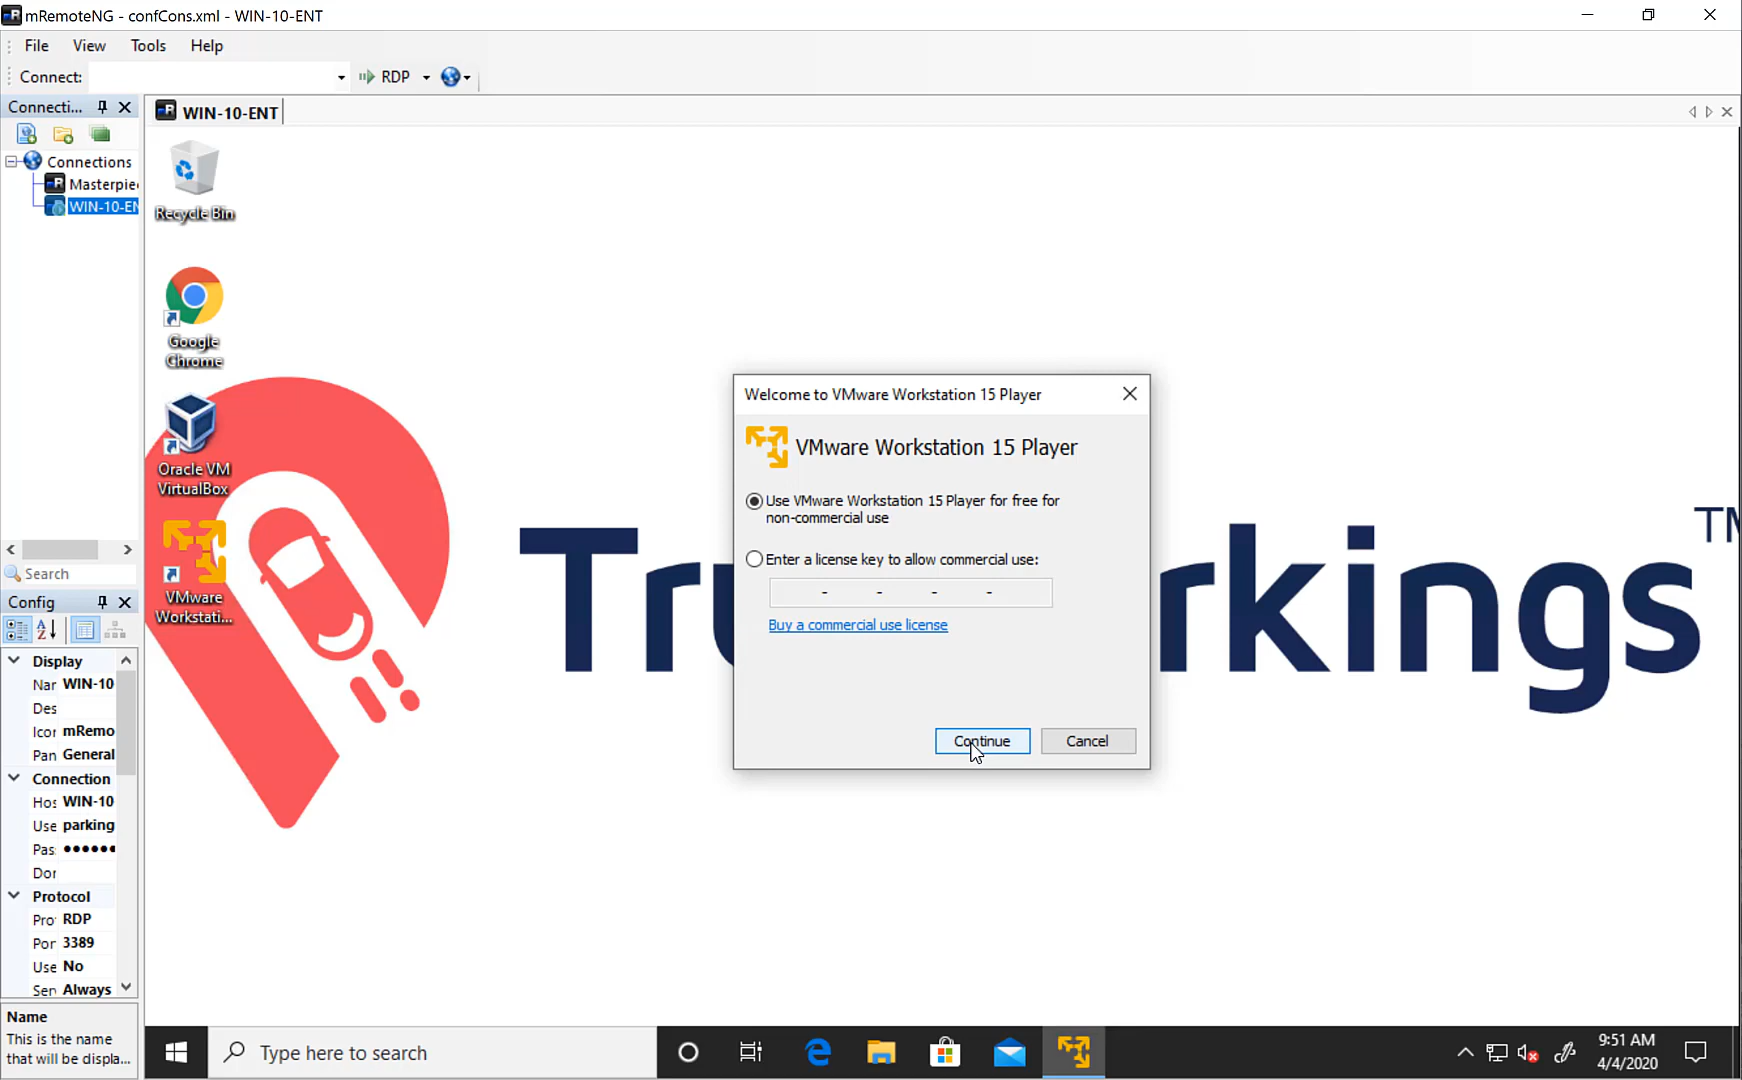 mRemoteNG - confCons.xml - WIN-10-ENT
File View Tools Help
Connect: RDP
Connecti...
WIN-10-ENT
Connections
Masterpie
WIN-10-EN
Search
Config
Display
Nar WIN-10
Des
Icor mRemo
Pan General
Connection
Hos WIN-10
Use parking
Pas ●●●●●●
Dor
Protocol
Pro RDP
Por 3389
Use No
Ser Always
Name
This is the name
that will be displa...
Recycle Bin
Google
Chrome
Oracle VM
VirtualBox
VMware
Workstati...
Tru
rkings
TM
Welcome to VMware Workstation 15 Player
VMware Workstation 15 Player
Use VMware Workstation 15 Player for free for
non-commercial use
Enter a license key to allow commercial use:
- - - -
Buy a commercial use license
Continue Cancel
Type here to search
9:51 AM
4/4/2020